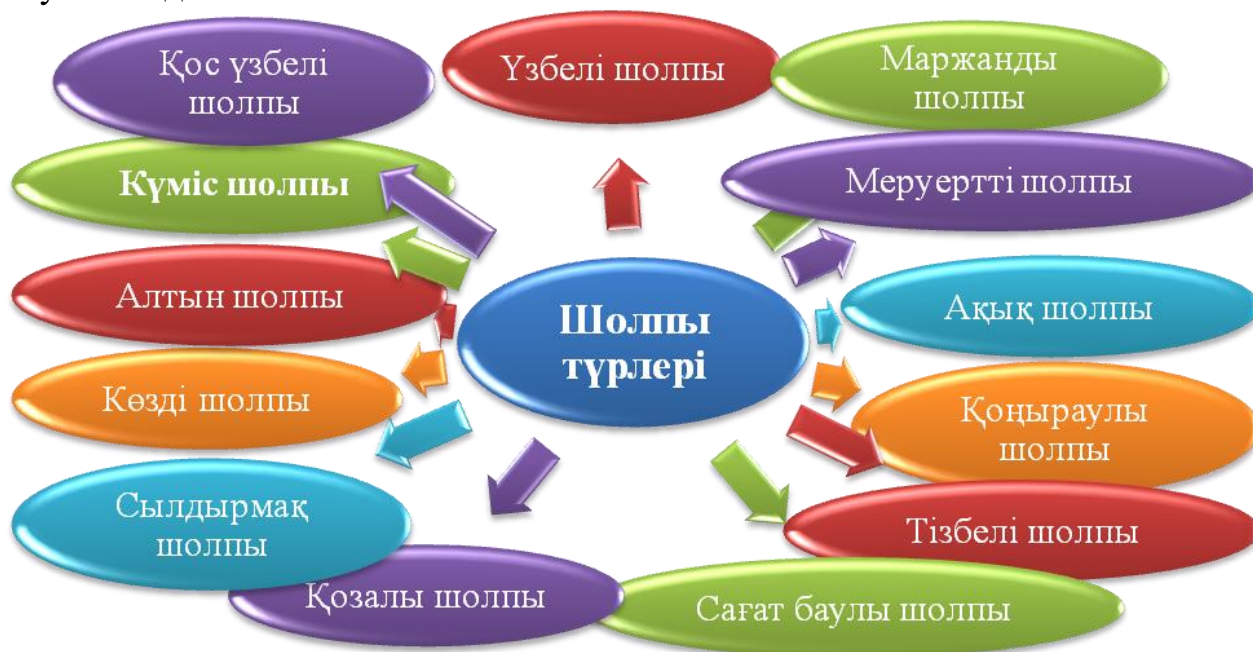 Қос үзбелі
шолпы
Үзбелі шолпы
Маржанды
шолпы
Күміс шолпы
Меруертті шолпы
Алтын шолпы
Шолпы
түрлері
Ақық шолпы
Көзді шолпы
Қоңыраулы
шолпы
Сылдырмақ
шолпы
Тізбелі шолпы
Қозалы шолпы
Сағат баулы шолпы